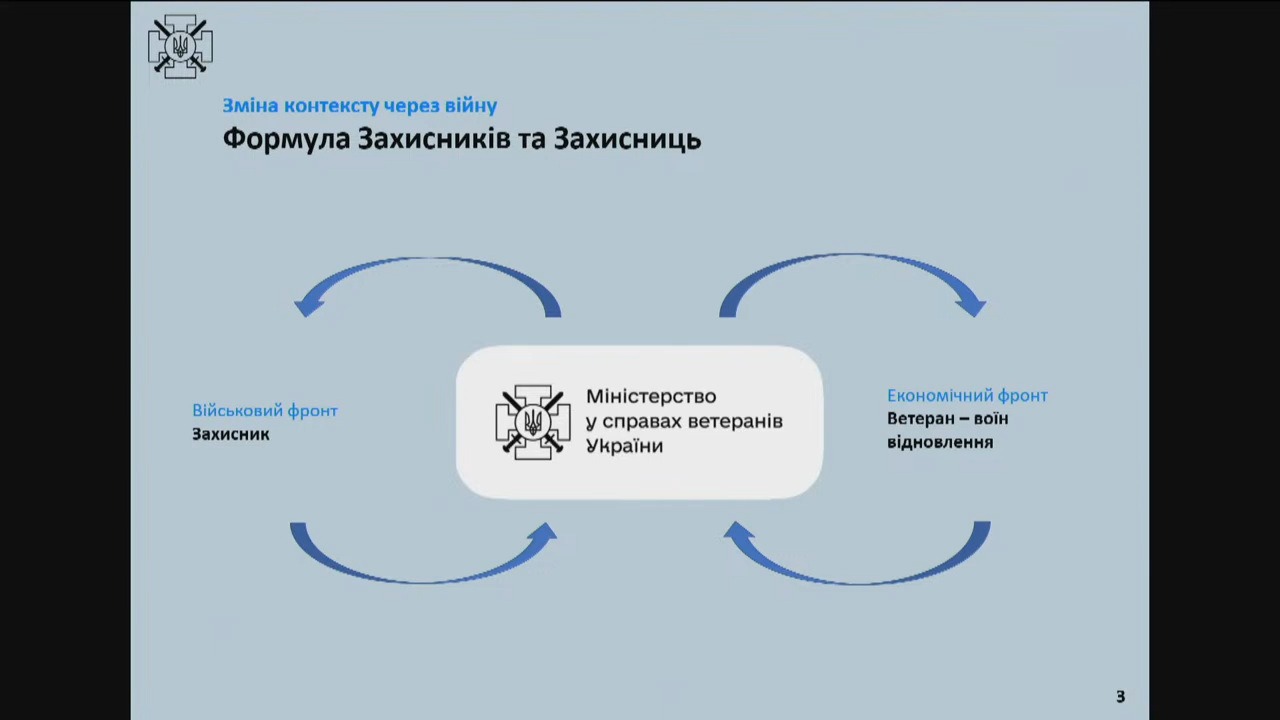 Зміна контексту через війну
Формула Захисників та Захисниць
Військовий фронт
Захисник
Міністерство
у справах ветеранів
України
Економічний фронт
Ветеран – воїн
відновлення
3